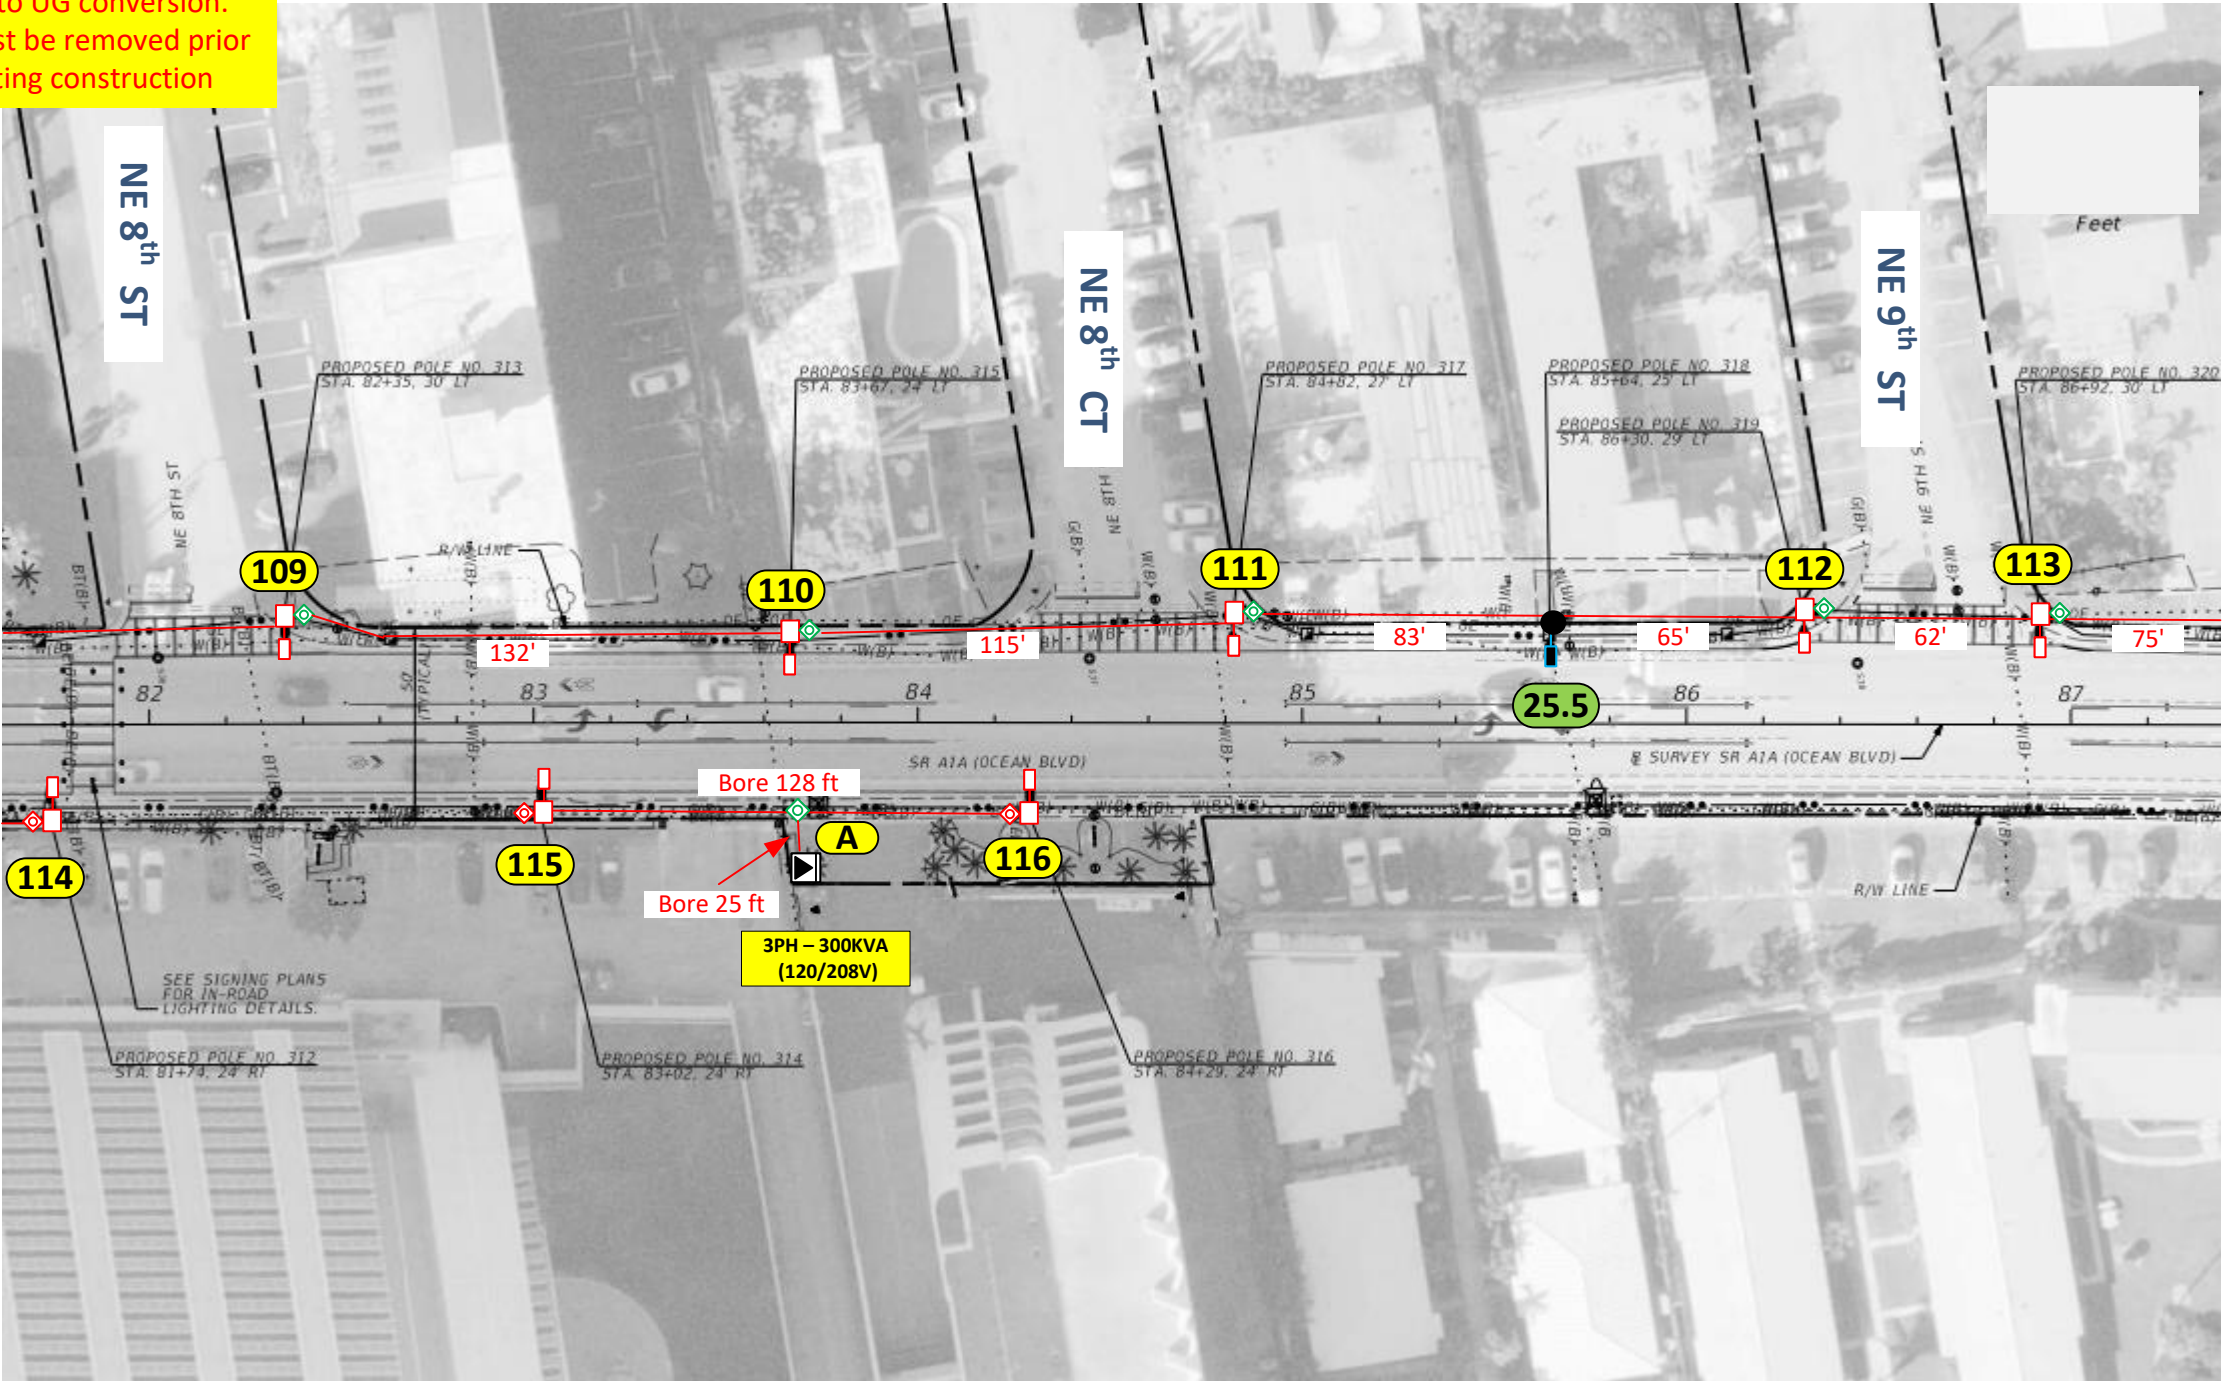 to UG conversion.
st be removed prior
ting construction
NE 8th ST
NE 8th CT
NE 9th ST
Feet
PROPOSED POLE NO. 313
STA. 82+35, 30' LT
PROPOSED POLE NO. 315
STA. 83+67, 24' LT
PROPOSED POLE NO. 317
STA. 84+82, 27' LT
PROPOSED POLE NO. 318
STA. 85+64, 25' LT
PROPOSED POLE NO. 319
STA. 86+30, 29' LT
PROPOSED POLE NO. 320
STA. 86+92, 30' LT
NE 8TH ST
NE 8TH
NE 9TH S
R/W LINE
BT(B)
G(B)
W(B)
G(B)
W(B)
109
110
111
112
113
132'
115'
83'
65'
62'
75'
82
83
84
85
86
87
50'
(TYPICAL)
25.5
SR A1A (OCEAN BLVD)
℄ SURVEY SR A1A (OCEAN BLVD)
Bore 128 ft
A
114
115
116
Bore 25 ft
R/W LINE
3PH – 300KVA
(120/208V)
SEE SIGNING PLANS
FOR IN-ROAD
LIGHTING DETAILS.
PROPOSED POLE NO. 312
STA. 81+74, 24' RT
PROPOSED POLE NO. 314
STA. 83+02, 24' RT
PROPOSED POLE NO. 316
STA. 84+29, 24' RT